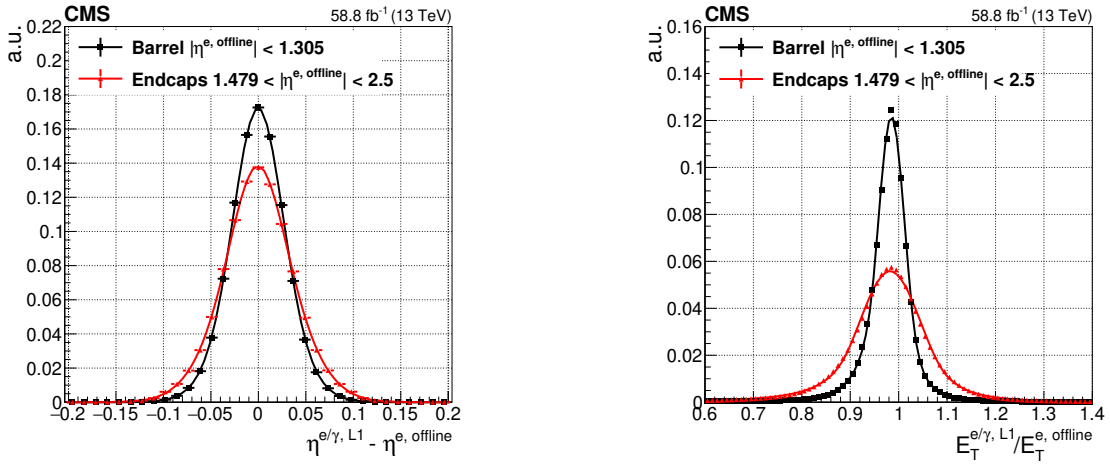 CMS 58.8 fb⁻¹ (13 TeV)
a.u.
0.22
0.2
0.18
0.16
0.14
0.12
0.1
0.08
0.06
0.04
0.02
0
Barrel |η^{e, offline}| < 1.305
Endcaps 1.479 < |η^{e, offline}| < 2.5
−0.2 −0.15 −0.1 −0.05 0 0.05 0.1 0.15 0.2
η^{e/γ, L1} - η^{e, offline}
CMS 58.8 fb⁻¹ (13 TeV)
a.u.
0.16
0.14
0.12
0.1
0.08
0.06
0.04
0.02
0
Barrel |η^{e, offline}| < 1.305
Endcaps 1.479 < |η^{e, offline}| < 2.5
0.6 0.7 0.8 0.9 1 1.1 1.2 1.3 1.4
E_T^{e/γ, L1}/E_T^{e, offline}